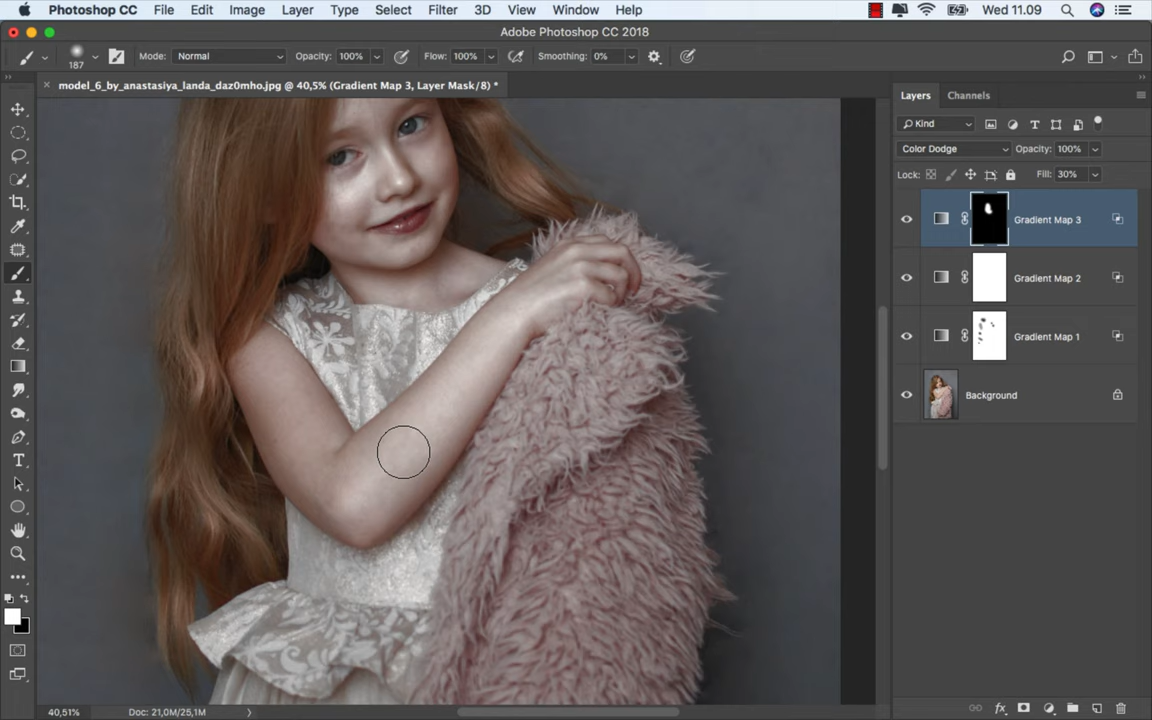 Photoshop CC File Edit Image Layer Type Select Filter 3D View Window Help Wed 11.09
Adobe Photoshop CC 2018
187 Mode: Normal Opacity: 100% Flow: 100% Smoothing: 0%
model_6_by_anastasiya_landa_daz0mho.jpg @ 40,5% (Gradient Map 3, Layer Mask/8) *
Layers Channels
Kind
Color Dodge Opacity: 100%
Lock: Fill: 30%
Gradient Map 3
Gradient Map 2
Gradient Map 1
Background
40,51% Doc: 21,0M/25,1M